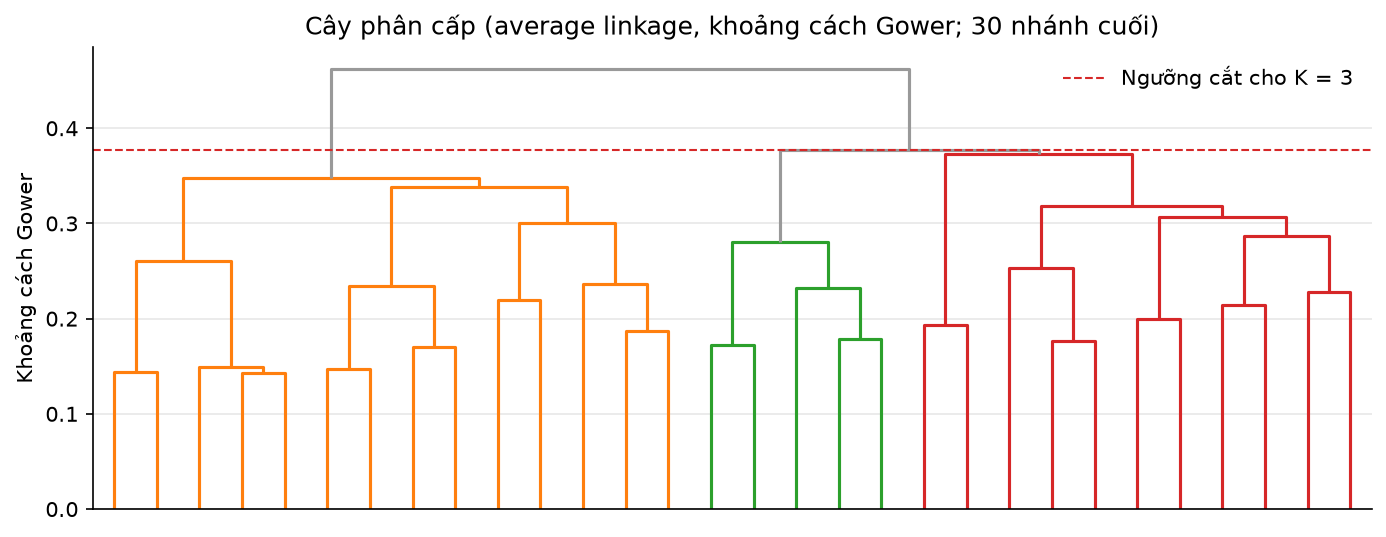 Cây phân cấp (average linkage, khoảng cách Gower; 30 nhánh cuối)
Ngưỡng cắt cho K = 3
Khoảng cách Gower
0.4
0.3
0.2
0.1
0.0